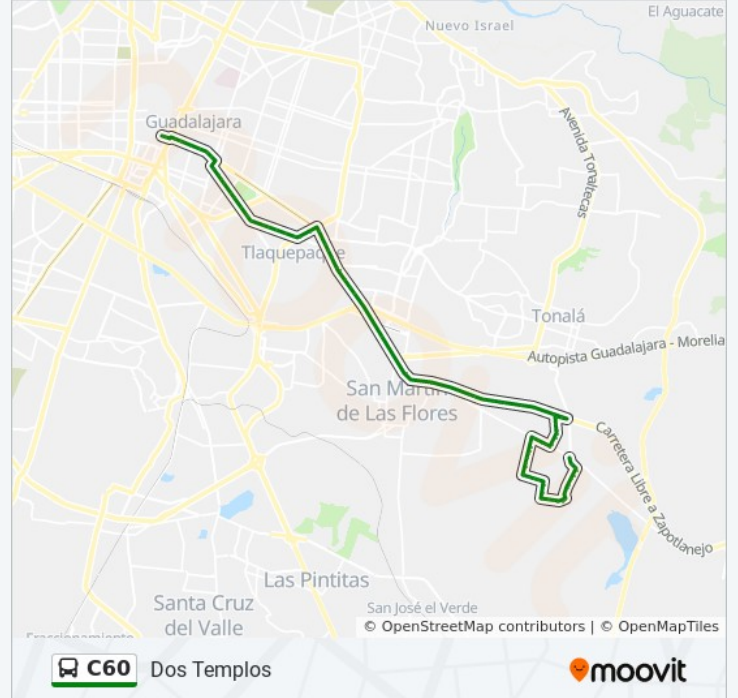 El Aguacate
Nuevo Israel
Guadalajara
Avenida Tonaltecas
Tlaquepaque
Tonalá
Autopista Guadalajara - Morelia
San Martín
de Las Flores
Carretera Libre a Zapotlanejo
Las Pintitas
Santa Cruz
del Valle
San José el Verde
Fraccionamiento
© OpenStreetMap contributors | © OpenMapTiles
C60 Dos Templos
moovit